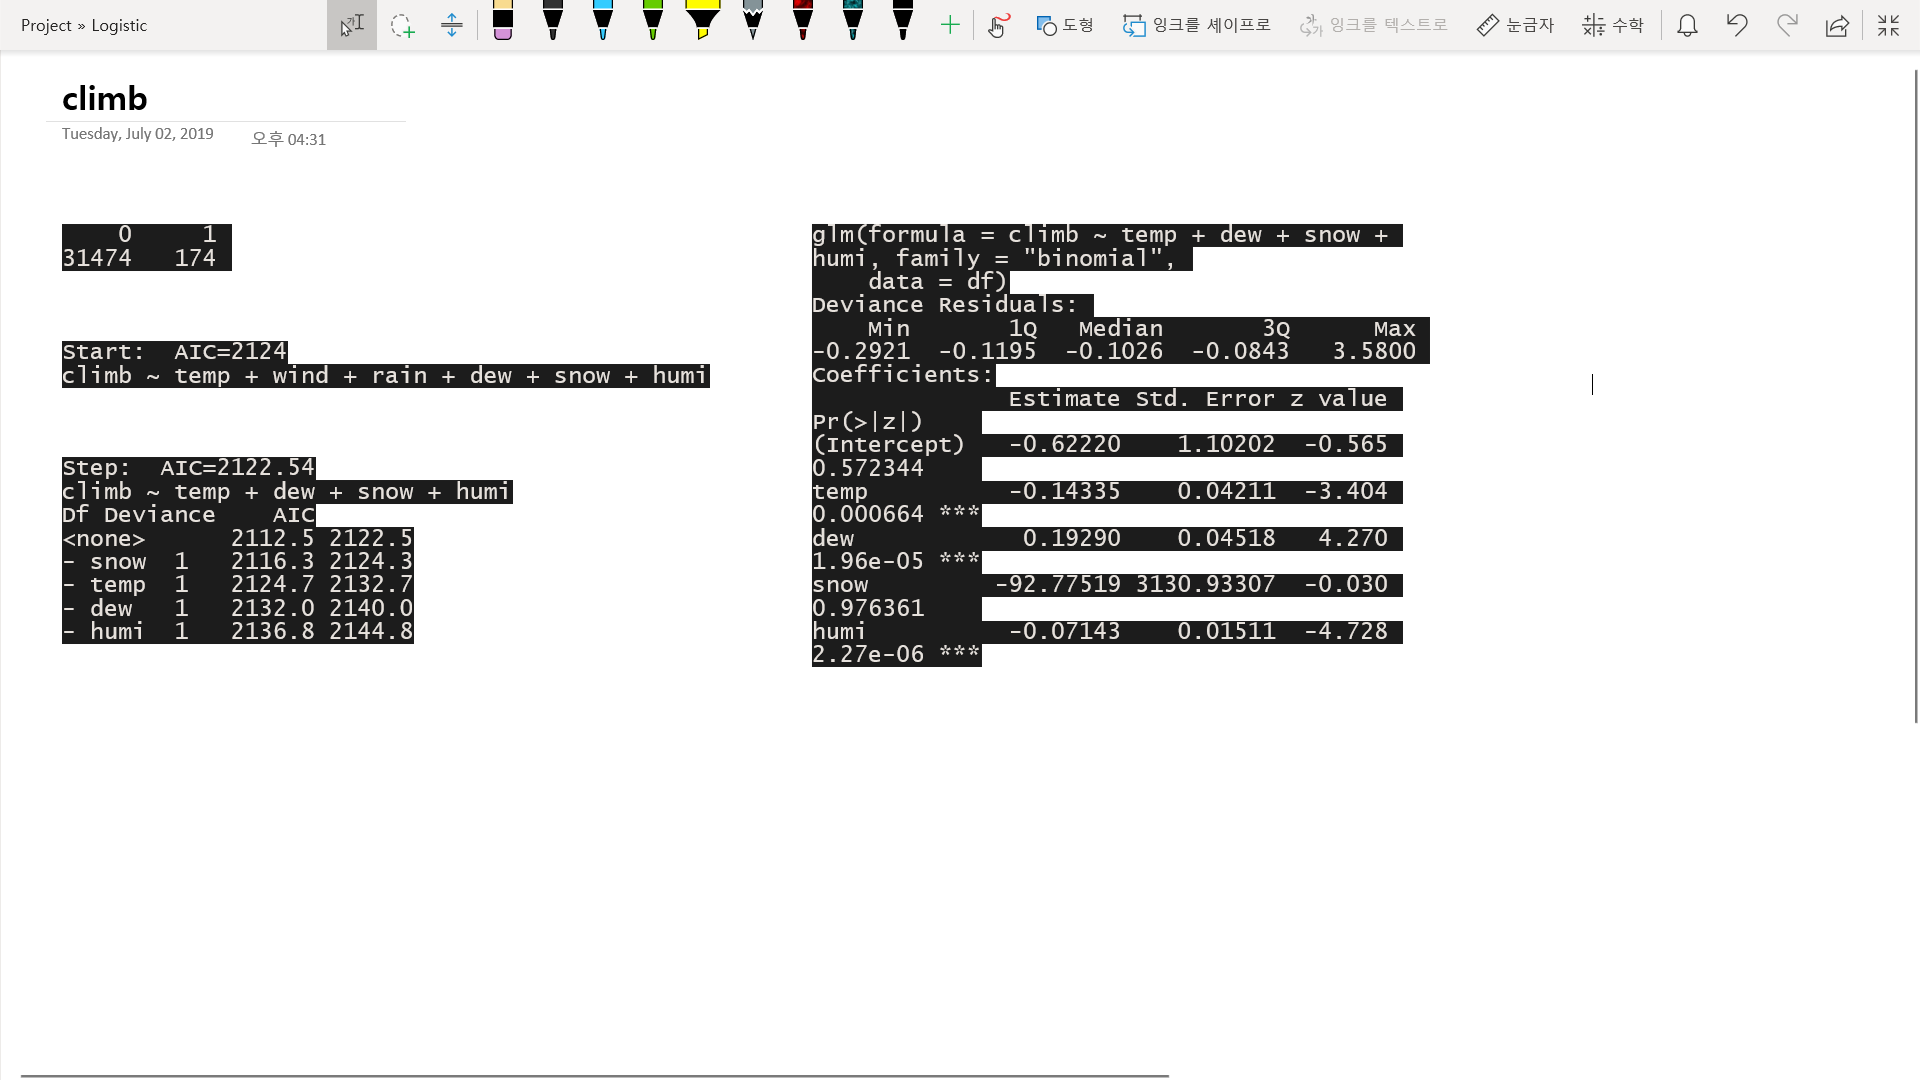 Project » Logistic
도형
잉크를 셰이프로
잉크를 텍스트로
눈금자
수학
climb
Tuesday, July 02, 2019 오후 04:31
0 1
31474 174
Start: AIC=2124
climb ~ temp + wind + rain + dew + snow + humi
Step: AIC=2122.54
climb ~ temp + dew + snow + humi
Df Deviance AIC
<none> 2112.5 2122.5
- snow 1 2116.3 2124.3
- temp 1 2124.7 2132.7
- dew 1 2132.0 2140.0
- humi 1 2136.8 2144.8
glm(formula = climb ~ temp + dew + snow +
humi, family = "binomial",
data = df)
Deviance Residuals:
Min 1Q Median 3Q Max
-0.2921 -0.1195 -0.1026 -0.0843 3.5800
Coefficients:
Estimate Std. Error z value
Pr(>|z|)
(Intercept) -0.62220 1.10202 -0.565
0.572344
temp -0.14335 0.04211 -3.404
0.000664 ***
dew 0.19290 0.04518 4.270
1.96e-05 ***
snow -92.77519 3130.93307 -0.030
0.976361
humi -0.07143 0.01511 -4.728
2.27e-06 ***